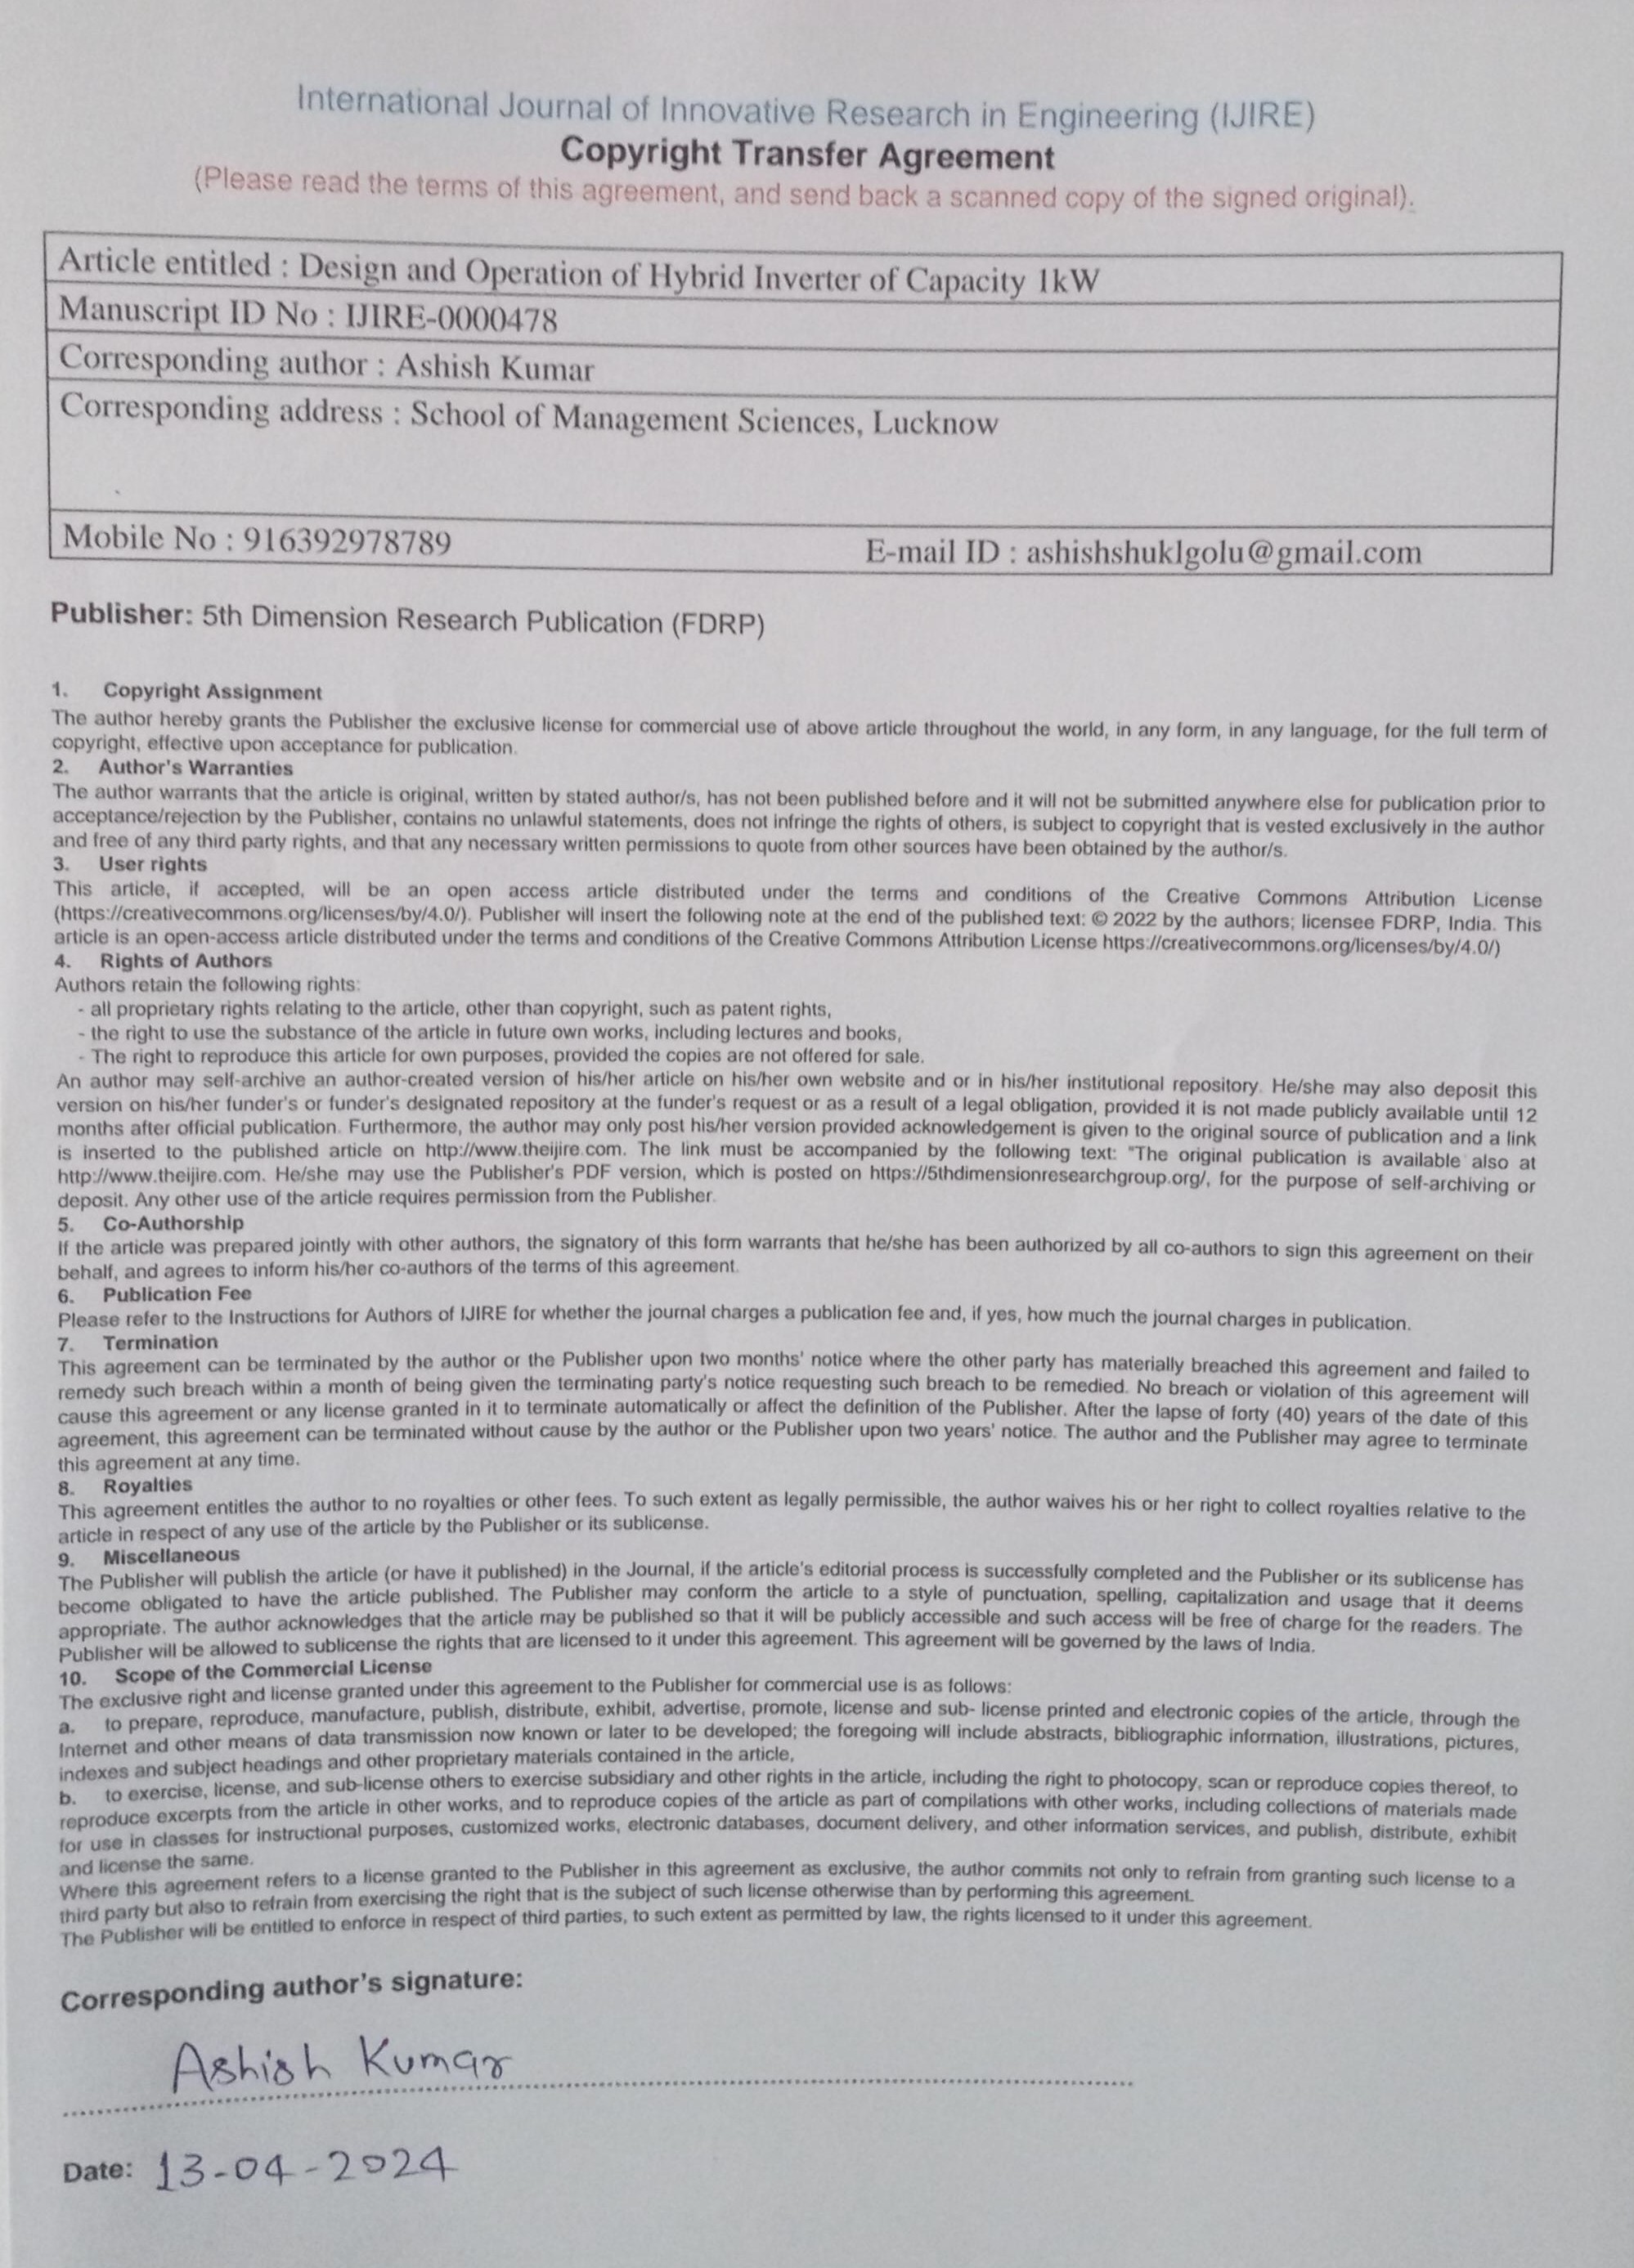 International Journal of Innovative Research in Engineering (IJIRE)
Copyright Transfer Agreement
(Please read the terms of this agreement, and send back a scanned copy of the signed original).
Article entitled : Design and Operation of Hybrid Inverter of Capacity 1kW
Manuscript ID No : IJIRE-0000478
Corresponding author : Ashish Kumar
Corresponding address : School of Management Sciences, Lucknow
Mobile No : 916392978789 E-mail ID : ashishshuklgolu@gmail.com
Publisher: 5th Dimension Research Publication (FDRP)
1. Copyright Assignment
The author hereby grants the Publisher the exclusive license for commercial use of above article throughout the world, in any form, in any language, for the full term of
copyright, effective upon acceptance for publication.
2. Author's Warranties
The author warrants that the article is original, written by stated author/s, has not been published before and it will not be submitted anywhere else for publication prior to
acceptance/rejection by the Publisher, contains no unlawful statements, does not infringe the rights of others, is subject to copyright that is vested exclusively in the author
and free of any third party rights, and that any necessary written permissions to quote from other sources have been obtained by the author/s.
3. User rights
This article, if accepted, will be an open access article distributed under the terms and conditions of the Creative Commons Attribution License
(https://creativecommons.org/licenses/by/4.0/). Publisher will insert the following note at the end of the published text: © 2022 by the authors; licensee FDRP, India. This
article is an open-access article distributed under the terms and conditions of the Creative Commons Attribution License https://creativecommons.org/licenses/by/4.0/)
4. Rights of Authors
Authors retain the following rights:
- all proprietary rights relating to the article, other than copyright, such as patent rights,
- the right to use the substance of the article in future own works, including lectures and books,
- The right to reproduce this article for own purposes, provided the copies are not offered for sale.
An author may self-archive an author-created version of his/her article on his/her own website and or in his/her institutional repository. He/she may also deposit this
version on his/her funder's or funder's designated repository at the funder's request or as a result of a legal obligation, provided it is not made publicly available until 12
months after official publication. Furthermore, the author may only post his/her version provided acknowledgement is given to the original source of publication and a link
is inserted to the published article on http://www.theijire.com. The link must be accompanied by the following text: "The original publication is available also at
http://www.theijire.com. He/she may use the Publisher's PDF version, which is posted on https://5thdimensionresearchgroup.org/, for the purpose of self-archiving or
deposit. Any other use of the article requires permission from the Publisher.
5. Co-Authorship
If the article was prepared jointly with other authors, the signatory of this form warrants that he/she has been authorized by all co-authors to sign this agreement on their
behalf, and agrees to inform his/her co-authors of the terms of this agreement.
6. Publication Fee
Please refer to the Instructions for Authors of IJIRE for whether the journal charges a publication fee and, if yes, how much the journal charges in publication.
7. Termination
This agreement can be terminated by the author or the Publisher upon two months' notice where the other party has materially breached this agreement and failed to
remedy such breach within a month of being given the terminating party's notice requesting such breach to be remedied. No breach or violation of this agreement will
cause this agreement or any license granted in it to terminate automatically or affect the definition of the Publisher. After the lapse of forty (40) years of the date of this
agreement, this agreement can be terminated without cause by the author or the Publisher upon two years' notice. The author and the Publisher may agree to terminate
this agreement at any time.
8. Royalties
This agreement entitles the author to no royalties or other fees. To such extent as legally permissible, the author waives his or her right to collect royalties relative to the
article in respect of any use of the article by the Publisher or its sublicense.
9. Miscellaneous
The Publisher will publish the article (or have it published) in the Journal, if the article's editorial process is successfully completed and the Publisher or its sublicense has
become obligated to have the article published. The Publisher may conform the article to a style of punctuation, spelling, capitalization and usage that it deems
appropriate. The author acknowledges that the article may be published so that it will be publicly accessible and such access will be free of charge for the readers. The
Publisher will be allowed to sublicense the rights that are licensed to it under this agreement. This agreement will be governed by the laws of India.
10. Scope of the Commercial License
The exclusive right and license granted under this agreement to the Publisher for commercial use is as follows:
a. to prepare, reproduce, manufacture, publish, distribute, exhibit, advertise, promote, license and sub- license printed and electronic copies of the article, through the
Internet and other means of data transmission now known or later to be developed; the foregoing will include abstracts, bibliographic information, illustrations, pictures,
indexes and subject headings and other proprietary materials contained in the article,
b. to exercise, license, and sub-license others to exercise subsidiary and other rights in the article, including the right to photocopy, scan or reproduce copies thereof, to
reproduce excerpts from the article in other works, and to reproduce copies of the article as part of compilations with other works, including collections of materials made
for use in classes for instructional purposes, customized works, electronic databases, document delivery, and other information services, and publish, distribute, exhibit
and license the same.
Where this agreement refers to a license granted to the Publisher in this agreement as exclusive, the author commits not only to refrain from granting such license to a
third party but also to refrain from exercising the right that is the subject of such license otherwise than by performing this agreement.
The Publisher will be entitled to enforce in respect of third parties, to such extent as permitted by law, the rights licensed to it under this agreement.
Corresponding author's signature:
Ashish Kumar
Date: 13-04-2024